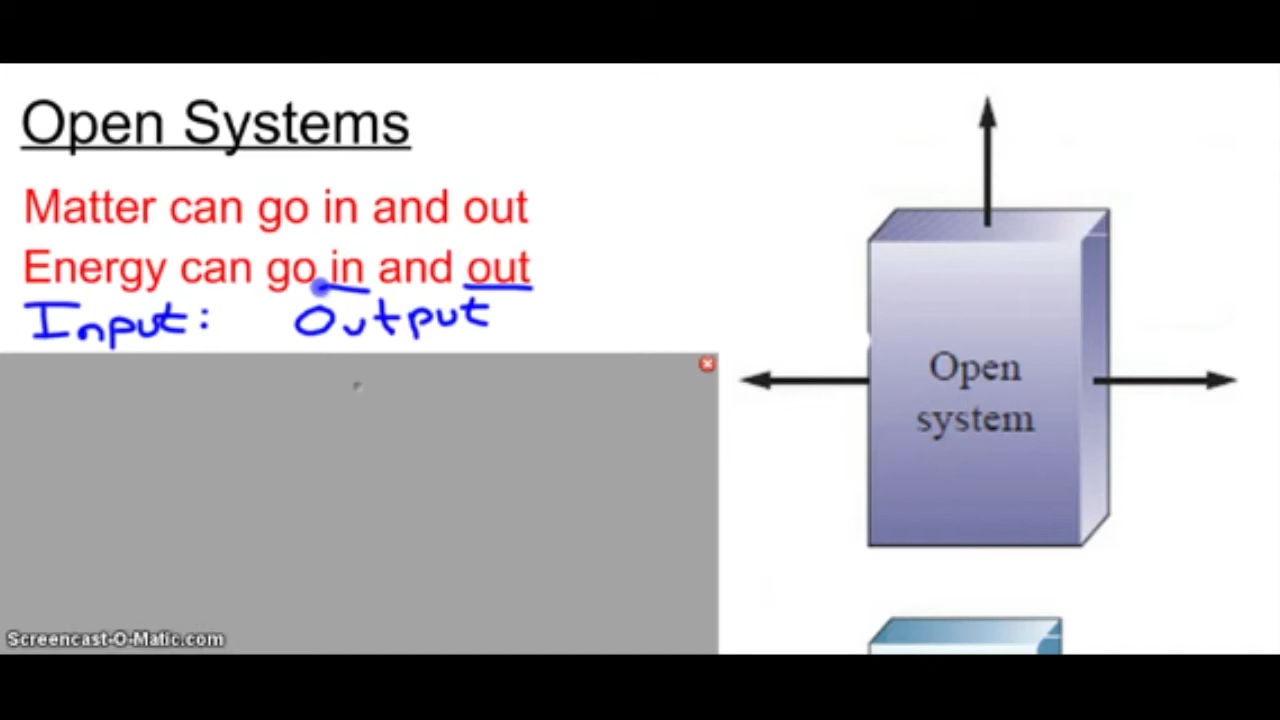 Open Systems
Matter can go in and out
Energy can go in and out
Input: Output
Open
system
Screencast-O-Matic.com